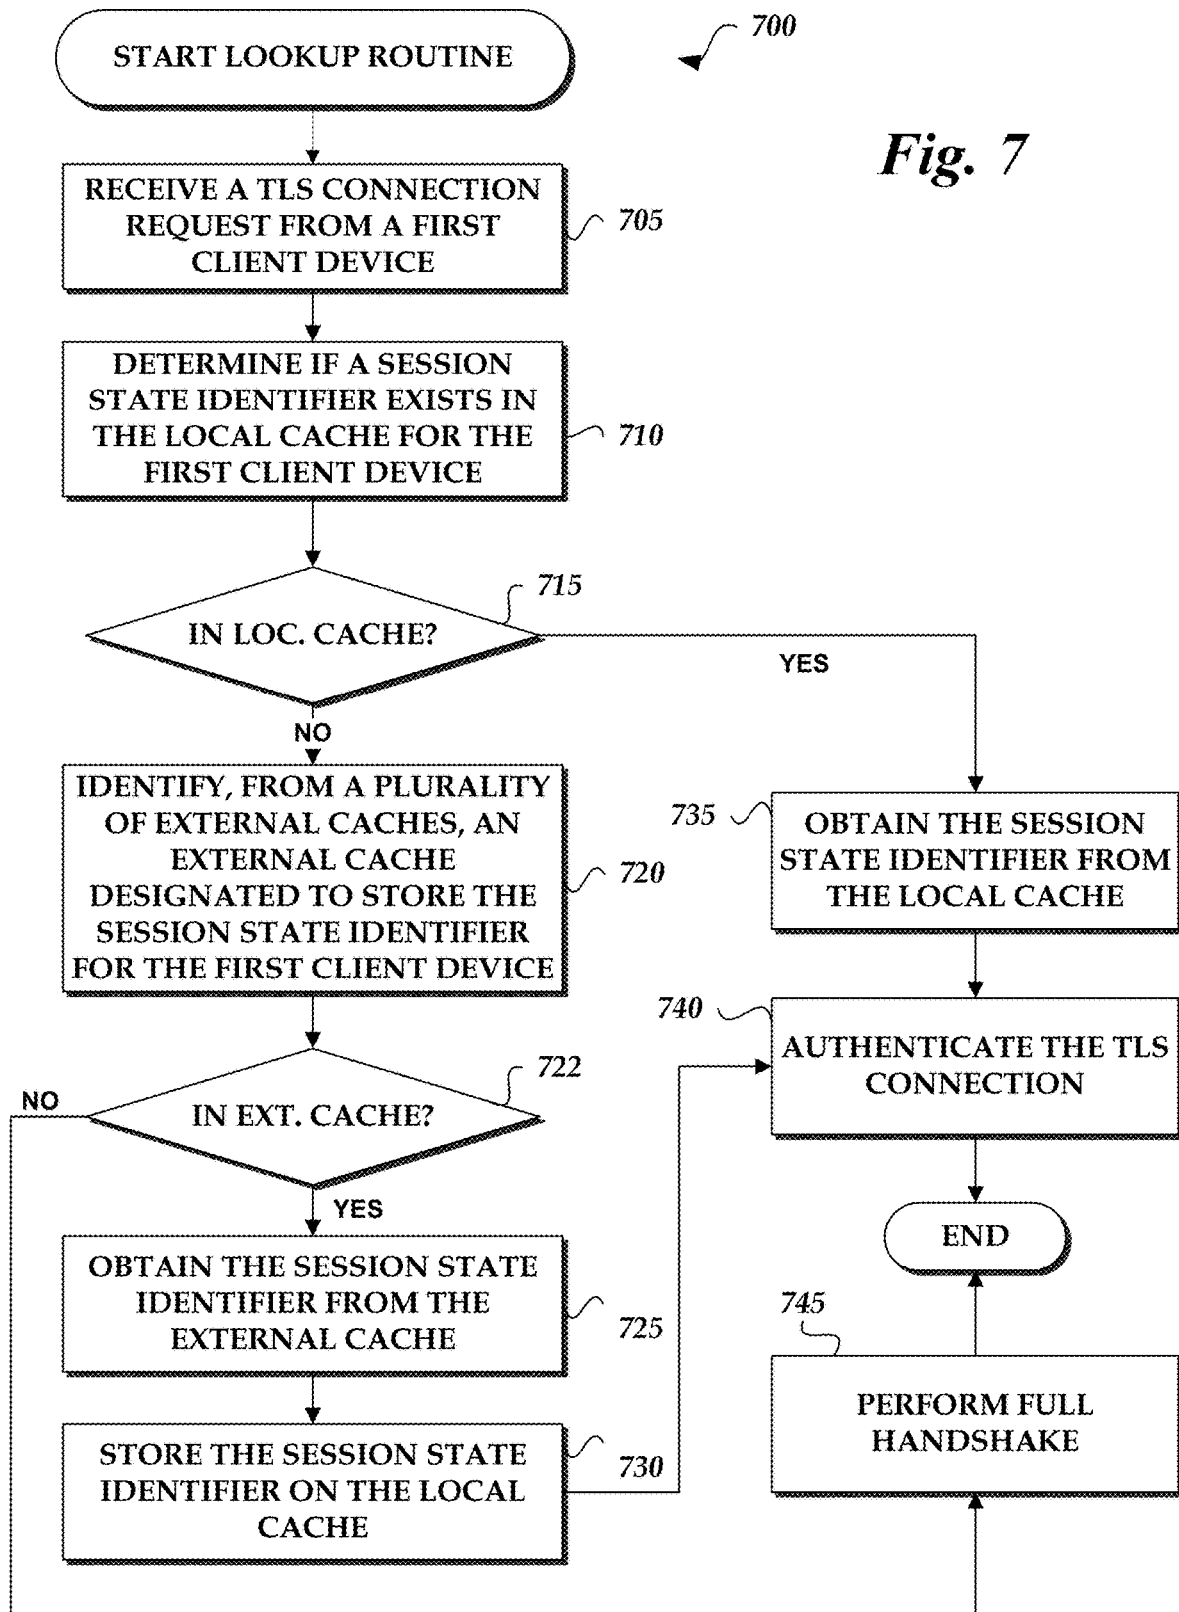 START LOOKUP ROUTINE
700
Fig. 7
RECEIVE A TLS CONNECTION
REQUEST FROM A FIRST
CLIENT DEVICE
705
DETERMINE IF A SESSION
STATE IDENTIFIER EXISTS IN
THE LOCAL CACHE FOR THE
FIRST CLIENT DEVICE
710
IN LOC. CACHE?
715
YES
NO
IDENTIFY, FROM A PLURALITY
OF EXTERNAL CACHES, AN
EXTERNAL CACHE
DESIGNATED TO STORE THE
SESSION STATE IDENTIFIER
FOR THE FIRST CLIENT DEVICE
720
735
OBTAIN THE SESSION
STATE IDENTIFIER FROM
THE LOCAL CACHE
740
AUTHENTICATE THE TLS
CONNECTION
722
NO
IN EXT. CACHE?
YES
END
OBTAIN THE SESSION STATE
IDENTIFIER FROM THE
EXTERNAL CACHE
725
745
PERFORM FULL
HANDSHAKE
STORE THE SESSION STATE
IDENTIFIER ON THE LOCAL
CACHE
730